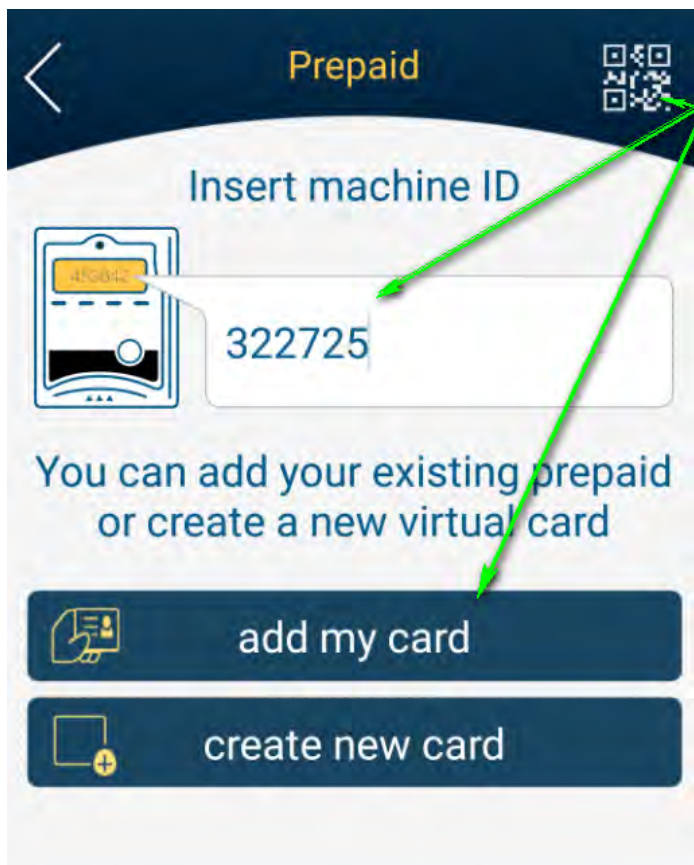 Prepaid
Insert machine ID
322725
You can add your existing prepaid
or create a new virtual card
add my card
create new card